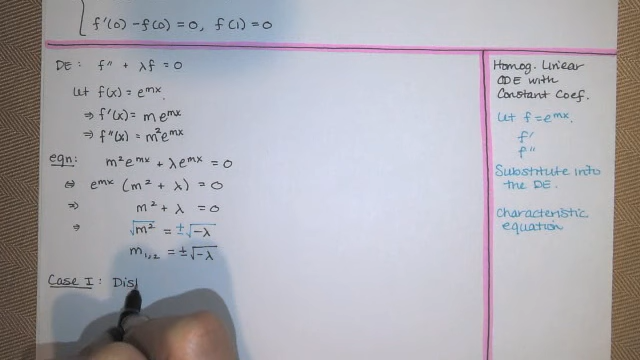 f'(0) - f(0) = 0, f(1) = 0
DE: f'' + λf = 0
Let f(x) = e^{mx}.
⇒ f'(x) = me^{mx}
⇒ f''(x) = m²e^{mx}
eqn: m²e^{mx} + λe^{mx} = 0
⇔ e^{mx} (m² + λ) = 0
⇒ m² + λ = 0
⇒ √m² = ±√-λ
m₁,₂ = ±√-λ
Case I: Dis
Homog. Linear
ODE with
Constant Coef.
Let f = e^{mx}.
f'
f''
Substitute into
the DE.
Characteristic
equation